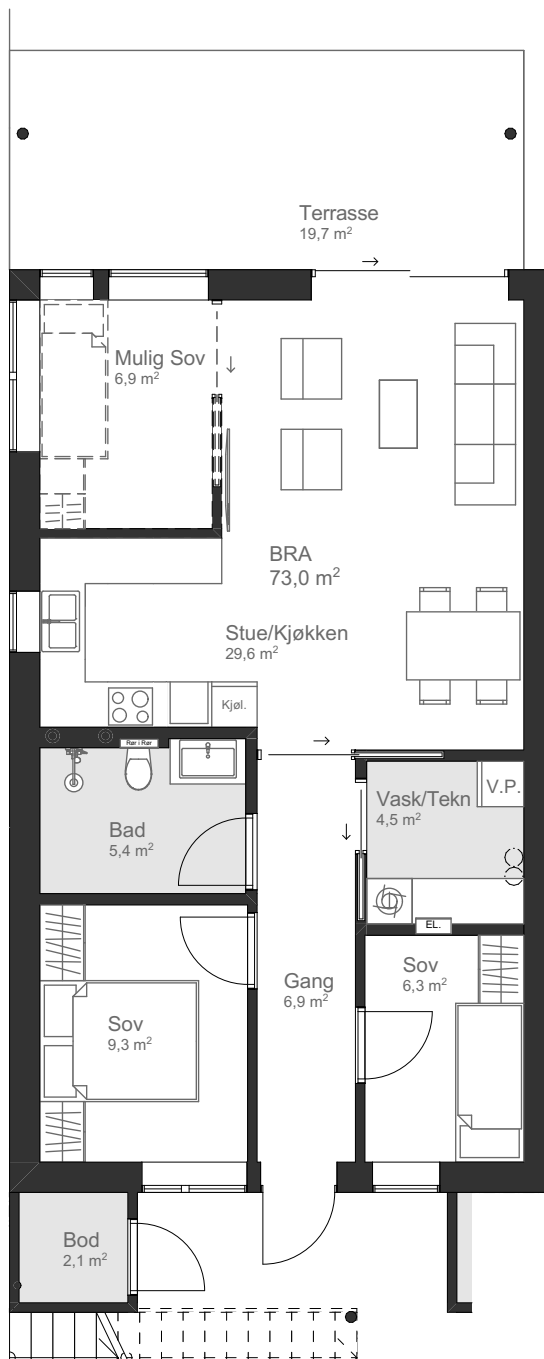 Terrasse
19,7 m²
Mulig Sov
6,9 m²
BRA
73,0 m²
Stue/Kjøkken
29,6 m²
Kjøl.
Rør i Rør
Vask/Tekn
4,5 m²
V.P.
Bad
5,4 m²
EL.
Sov
6,3 m²
Gang
6,9 m²
Sov
9,3 m²
Bod
2,1 m²